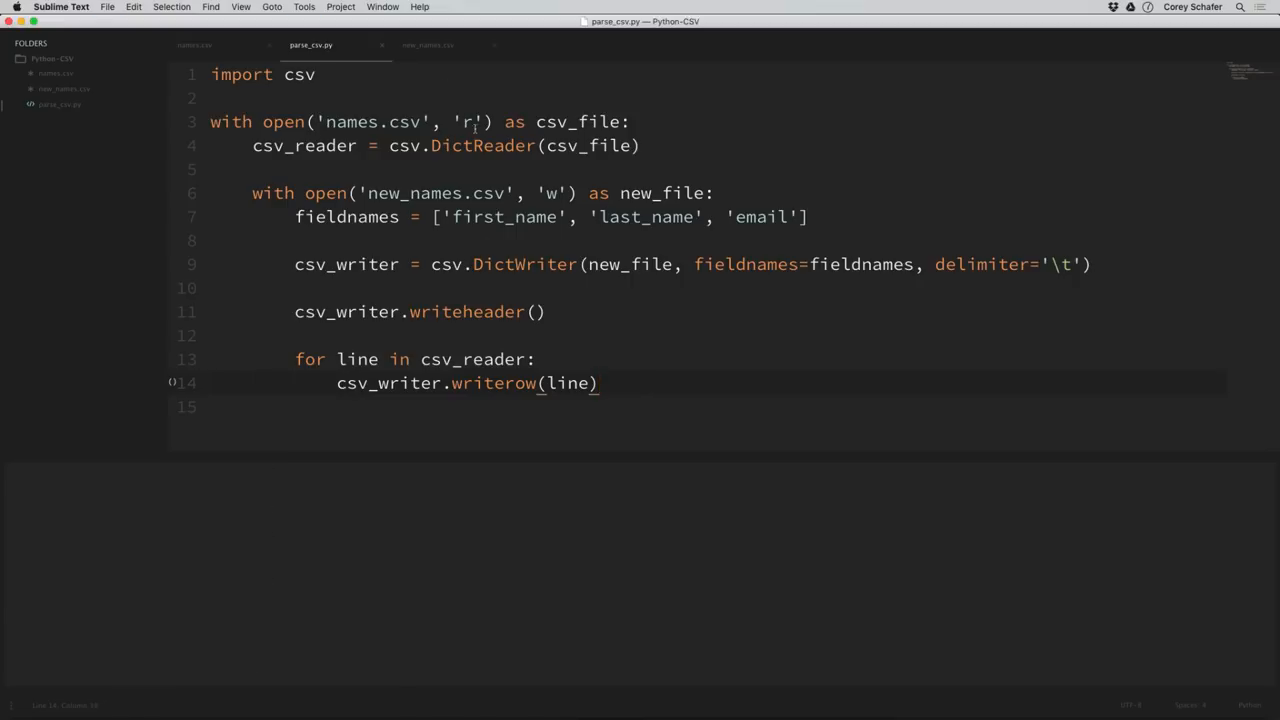 Sublime Text File Edit Selection Find View Goto Tools Project Window Help Corey Schafer
parse_csv.py — Python-CSV
FOLDERS
Python-CSV
names.csv
new_names.csv
parse_csv.py
names.csv parse_csv.py new_names.csv
1 import csv
2
3 with open('names.csv', 'r') as csv_file:
4 csv_reader = csv.DictReader(csv_file)
5
6 with open('new_names.csv', 'w') as new_file:
7 fieldnames = ['first_name', 'last_name', 'email']
8
9 csv_writer = csv.DictWriter(new_file, fieldnames=fieldnames, delimiter='\t')
10
11 csv_writer.writeheader()
12
13 for line in csv_reader:
14 csv_writer.writerow(line)
15
Line 14, Column 38 UTF-8 Spaces: 4 Python